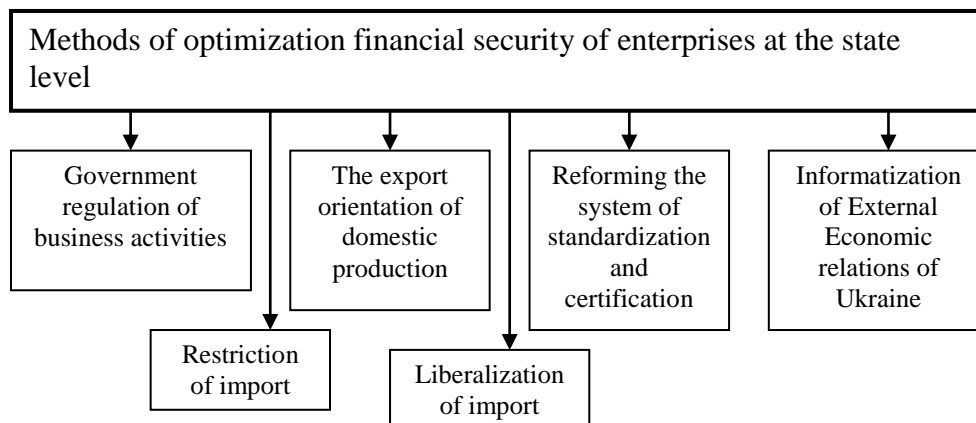 Methods of optimization financial security of enterprises at the state
level
Government
regulation of
business activities
The export
orientation of
domestic
production
Reforming the
system of
standardization
and
certification
Informatization
of External
Economic
relations of
Ukraine
Restriction
of import
Liberalization
of import